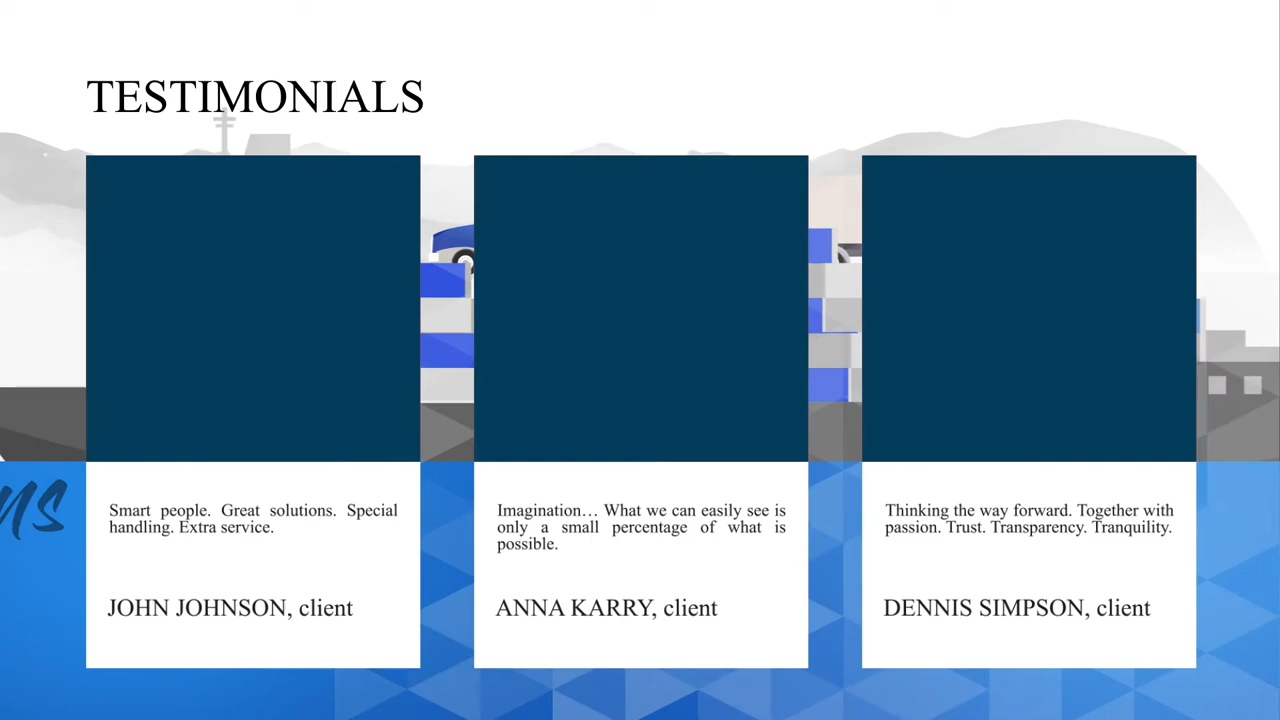 TESTIMONIALS
Smart people. Great solutions. Special
handling. Extra service.
JOHN JOHNSON, client
Imagination… What we can easily see is
only a small percentage of what is
possible.
ANNA KARRY, client
Thinking the way forward. Together with
passion. Trust. Transparency. Tranquility.
DENNIS SIMPSON, client